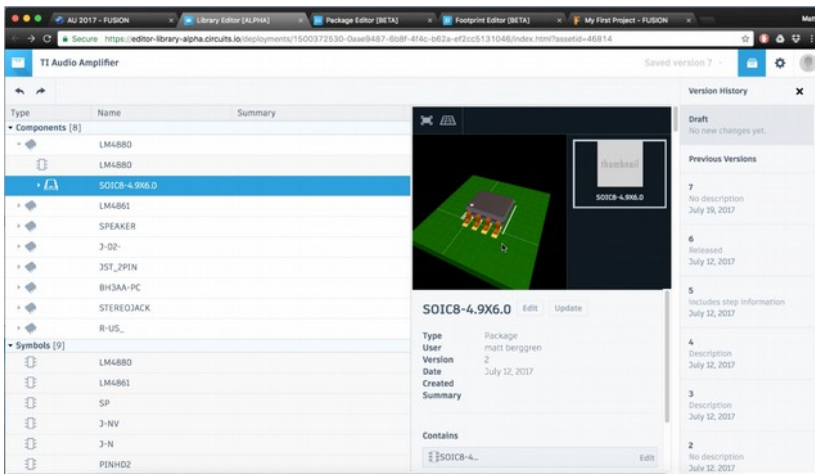 AU 2017 - FUSION
Library Editor [ALPHA]
Package Editor [BETA]
Footprint Editor [BETA]
My First Project - FUSION
Matt
Secure
https://editor-library-alpha.circuits.io/deployments/1500372530-0aae9487-6b8f-4f4c-b62a-ef2cc5131046/index.html?assetid=46814
TI Audio Amplifier
Saved version 7
Type
Name
Summary
Components [8]
LM4880
LM4880
SOIC8-4.9X6.0
LM4861
SPEAKER
J-02-
JST_2PIN
BH3AA-PC
STEREOJACK
R-US_
Symbols [9]
LM4880
LM4861
SP
J-NV
J-N
PINHD2
thumbnail
SOIC8-4.9X6.0
SOIC8-4.9X6.0
Edit
Update
Type
Package
User
matt berggren
Version
2
Date
July 12, 2017
Created
Summary
Contains
SOIC8-4...
Edit
Version History
Draft
No new changes yet.
Previous Versions
7
No description
July 19, 2017
6
Released
July 12, 2017
5
Includes step information
July 12, 2017
4
Description
July 12, 2017
3
Description
July 12, 2017
2
No description
July 12, 2017